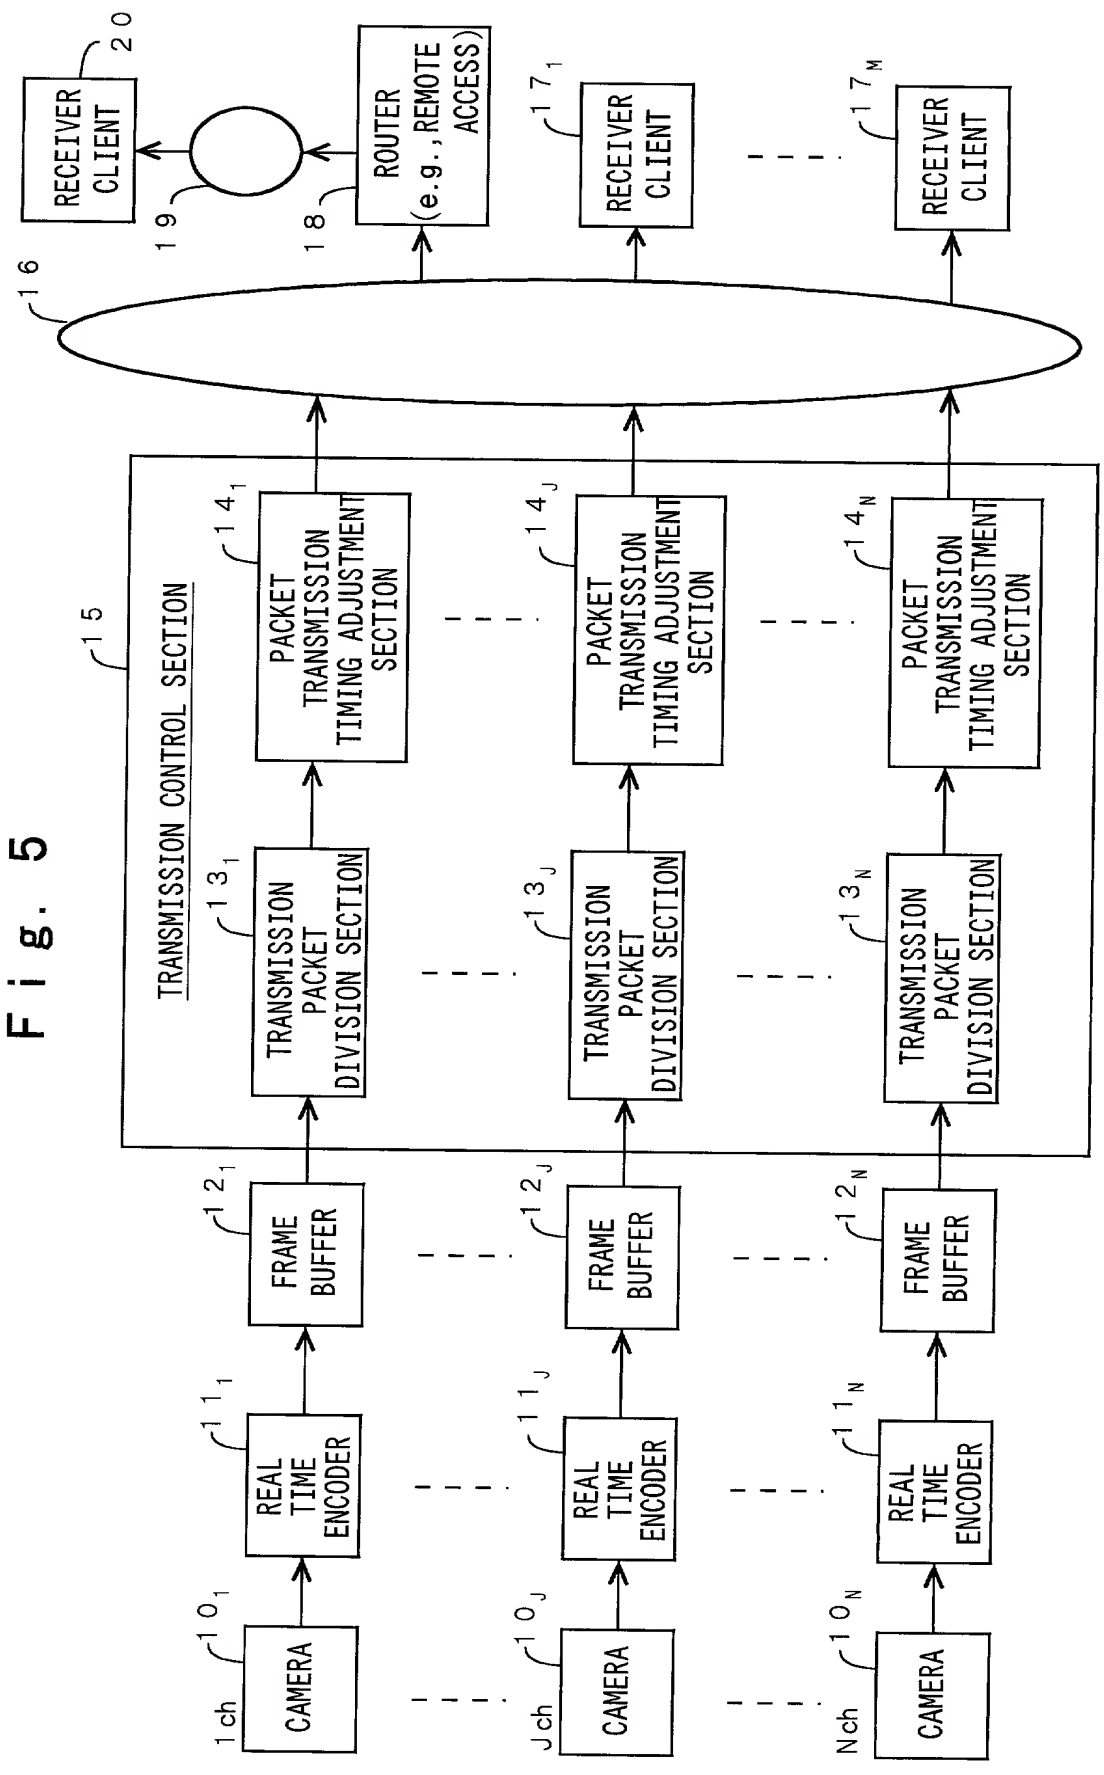 Fig. 5
TRANSMISSION CONTROL SECTION
15
16
1ch
10₁
CAMERA
11₁
REAL
TIME
ENCODER
12₁
FRAME
BUFFER
13₁
TRANSMISSION
PACKET
DIVISION SECTION
14₁
PACKET
TRANSMISSION
TIMING ADJUSTMENT
SECTION
Jch
10J
CAMERA
11J
REAL
TIME
ENCODER
12J
FRAME
BUFFER
13J
TRANSMISSION
PACKET
DIVISION SECTION
14J
PACKET
TRANSMISSION
TIMING ADJUSTMENT
SECTION
Nch
10N
CAMERA
11N
REAL
TIME
ENCODER
12N
FRAME
BUFFER
13N
TRANSMISSION
PACKET
DIVISION SECTION
14N
PACKET
TRANSMISSION
TIMING ADJUSTMENT
SECTION
20
RECEIVER
CLIENT
19
18
ROUTER
(e.g.,REMOTE
ACCESS)
17₁
RECEIVER
CLIENT
17M
RECEIVER
CLIENT